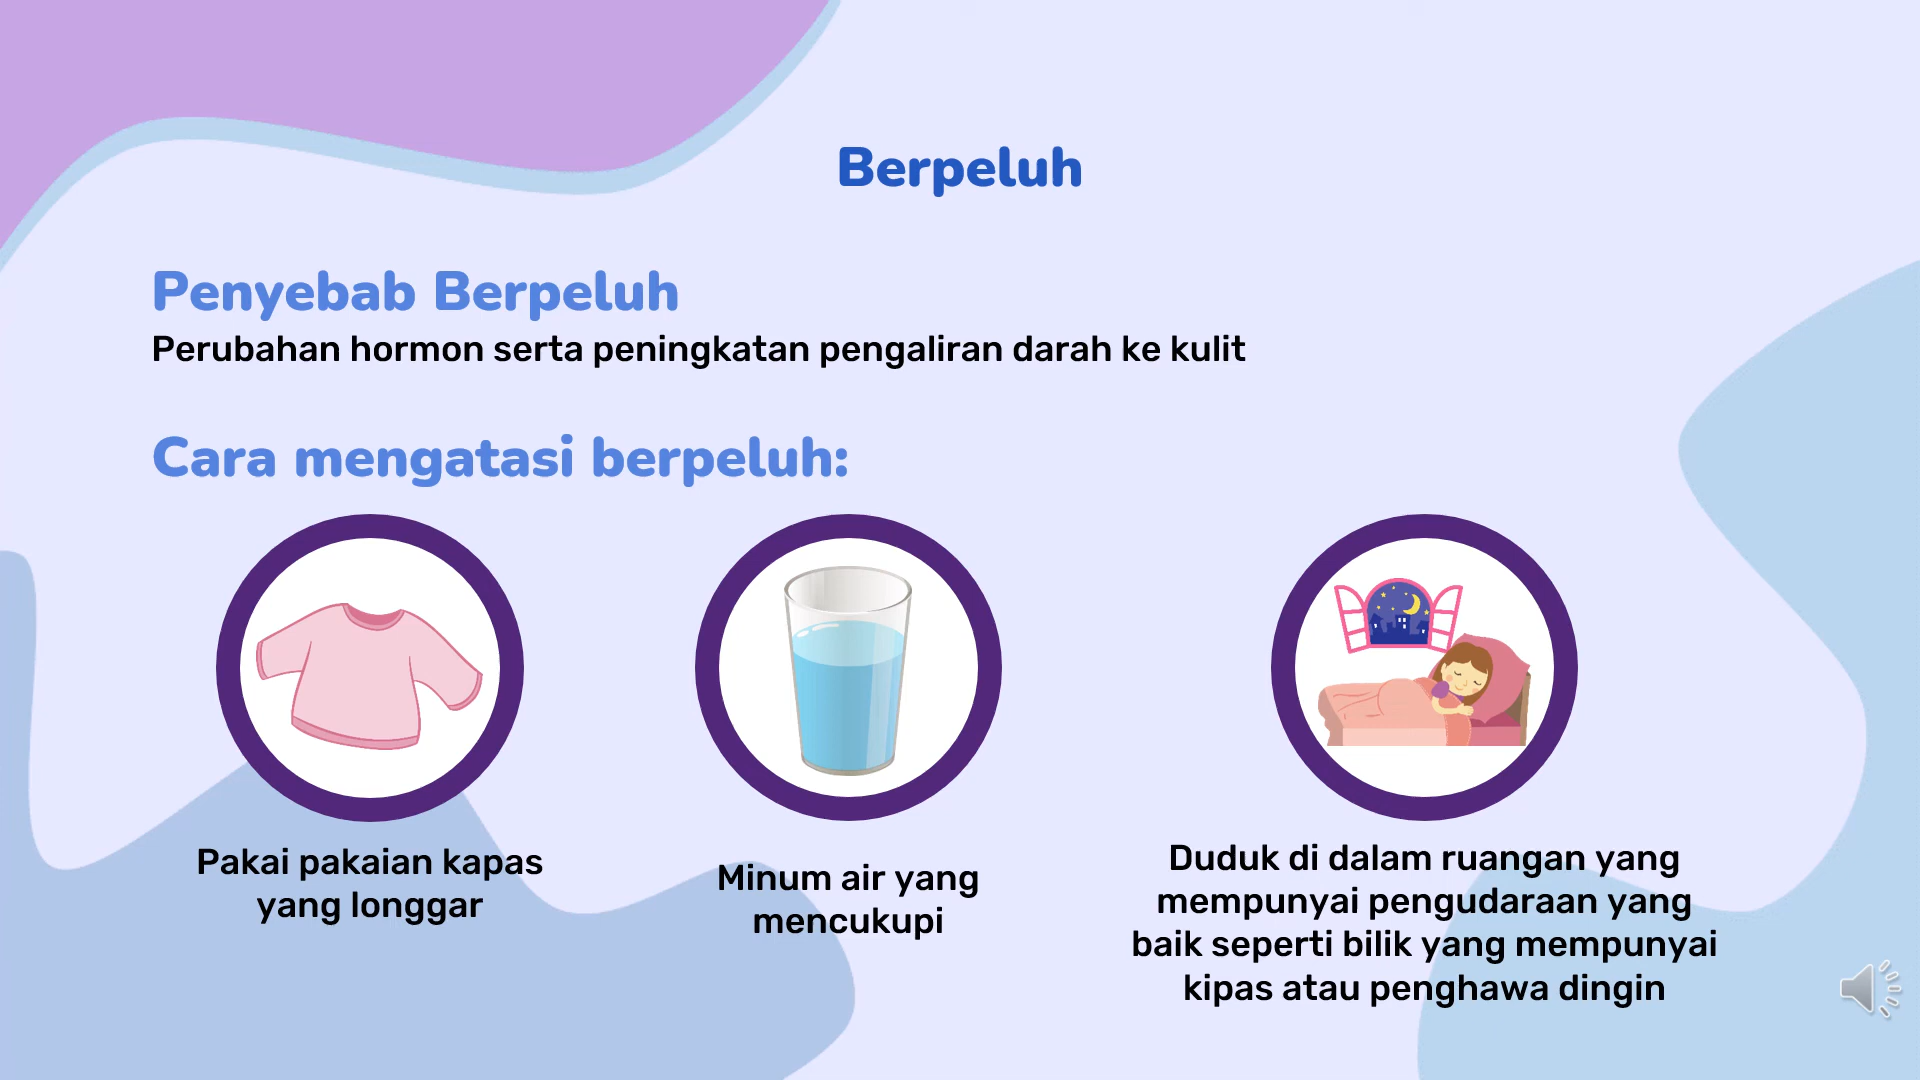 Berpeluh
Penyebab Berpeluh
Perubahan hormon serta peningkatan pengaliran darah ke kulit
Cara mengatasi berpeluh:
Pakai pakaian kapas
yang longgar
Minum air yang
mencukupi
Duduk di dalam ruangan yang
mempunyai pengudaraan yang
baik seperti bilik yang mempunyai
kipas atau penghawa dingin